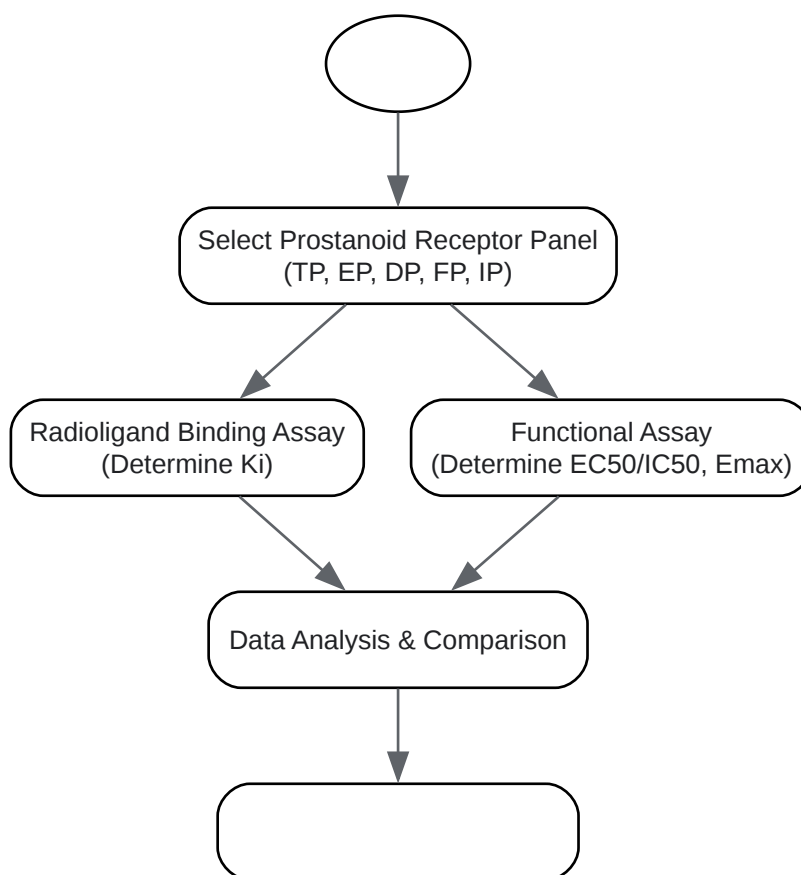 Select Prostanoid Receptor Panel
(TP, EP, DP, FP, IP)
Radioligand Binding Assay
(Determine Ki)
Functional Assay
(Determine EC50/IC50, Emax)
Data Analysis & Comparison